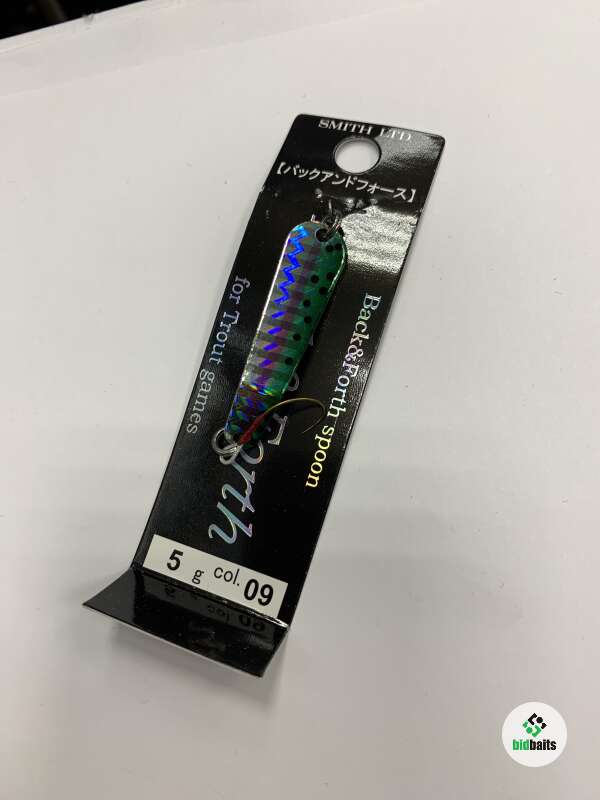 SMITH LTD
【バックアンドフォース】
Back&Forth spoon
for Trout games
Forth
5 g col. 09
bidbaits